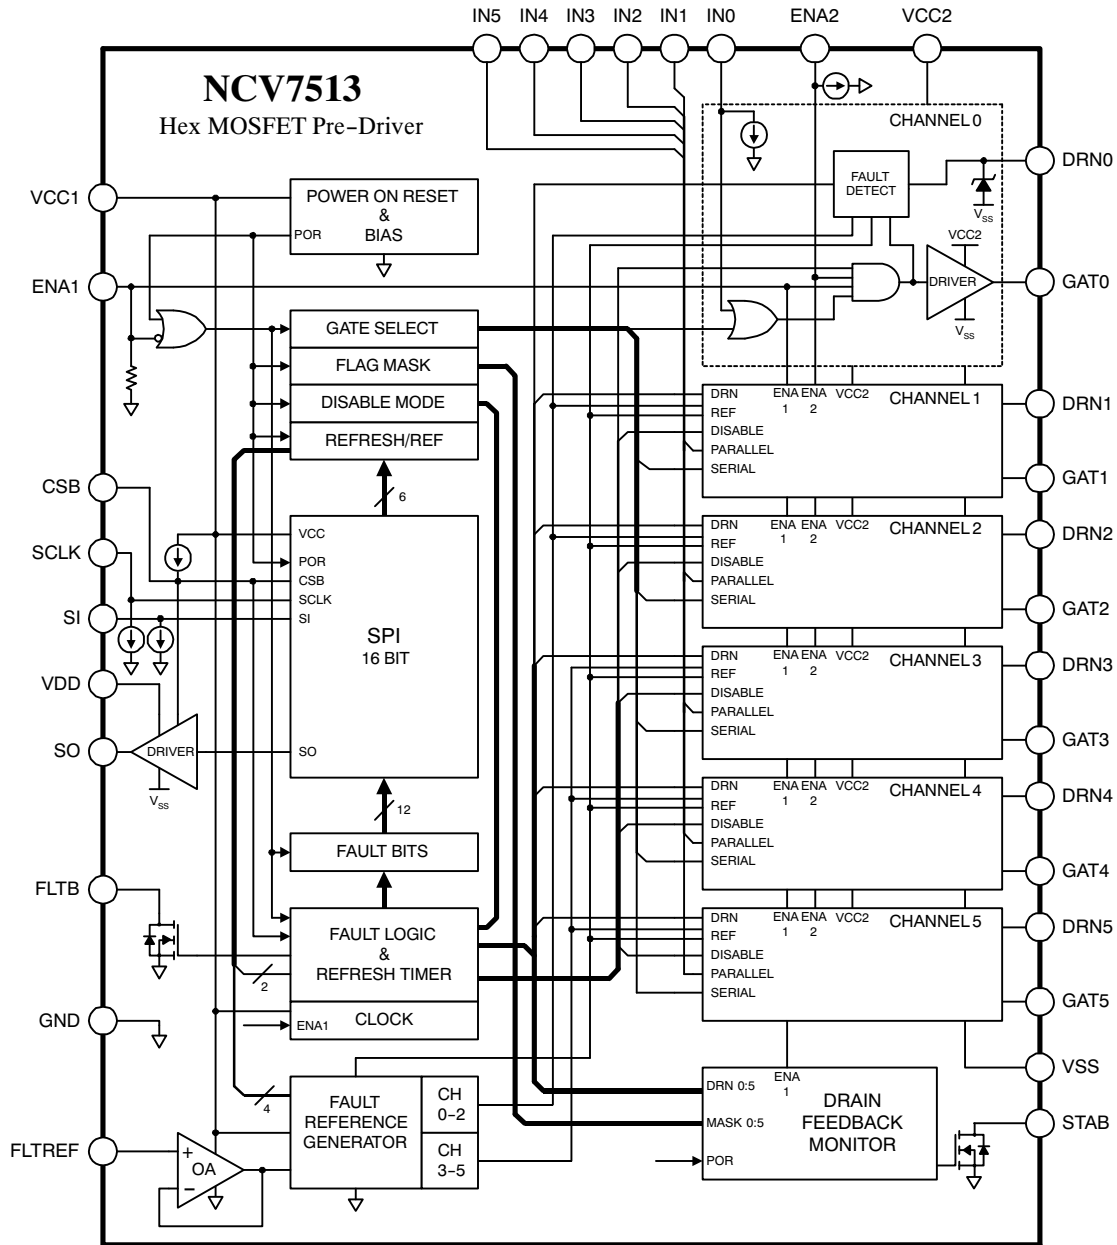 IN5 IN4 IN3 IN2 IN1 IN0 ENA2 VCC2
NCV7513
Hex MOSFET Pre-Driver
CHANNEL 0
DRN0
FAULT
DETECT
VSS
VCC2
DRIVER
VSS
GAT0
VCC1
POWER ON RESET
&
BIAS
POR
ENA1
GATE SELECT
FLAG MASK
DISABLE MODE
REFRESH/REF
6
CSB
SCLK
SI
VDD
SO
DRIVER
VSS
VCC
POR
CSB
SCLK
SI
SPI
16 BIT
SO
12
FAULT BITS
FLTB
FAULT LOGIC
&
REFRESH TIMER
2
GND
ENA1
CLOCK
4
FAULT
REFERENCE
GENERATOR
CH
0-2
CH
3-5
FLTREF
+
OA
−
DRN
REF
DISABLE
PARALLEL
SERIAL
ENA
1
ENA
2
VCC2
CHANNEL 1
DRN1
GAT1
DRN
REF
DISABLE
PARALLEL
SERIAL
ENA
1
ENA
2
VCC2
CHANNEL 2
DRN2
GAT2
DRN
REF
DISABLE
PARALLEL
SERIAL
ENA
1
ENA
2
VCC2
CHANNEL 3
DRN3
GAT3
DRN
REF
DISABLE
PARALLEL
SERIAL
ENA
1
ENA
2
VCC2
CHANNEL 4
DRN4
GAT4
DRN
REF
DISABLE
PARALLEL
SERIAL
ENA
1
ENA
2
VCC2
CHANNEL 5
DRN5
GAT5
VSS
DRN 0:5
MASK 0:5
POR
ENA
1
DRAIN
FEEDBACK
MONITOR
STAB